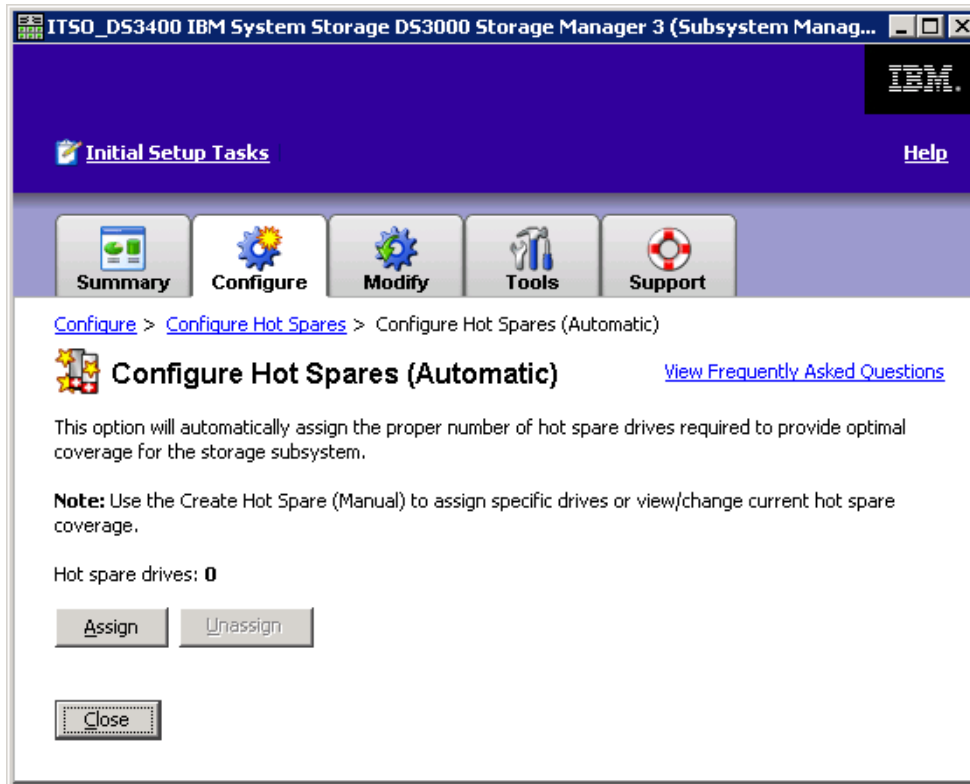 ITSO_DS3400 IBM System Storage DS3000 Storage Manager 3 (Subsystem Manag...
IBM.
Initial Setup Tasks
Help
Summary
Configure
Modify
Tools
Support
Configure > Configure Hot Spares > Configure Hot Spares (Automatic)
Configure Hot Spares (Automatic)
View Frequently Asked Questions
This option will automatically assign the proper number of hot spare drives required to provide optimal
coverage for the storage subsystem.
Note: Use the Create Hot Spare (Manual) to assign specific drives or view/change current hot spare
coverage.
Hot spare drives: 0
Assign
Unassign
Close